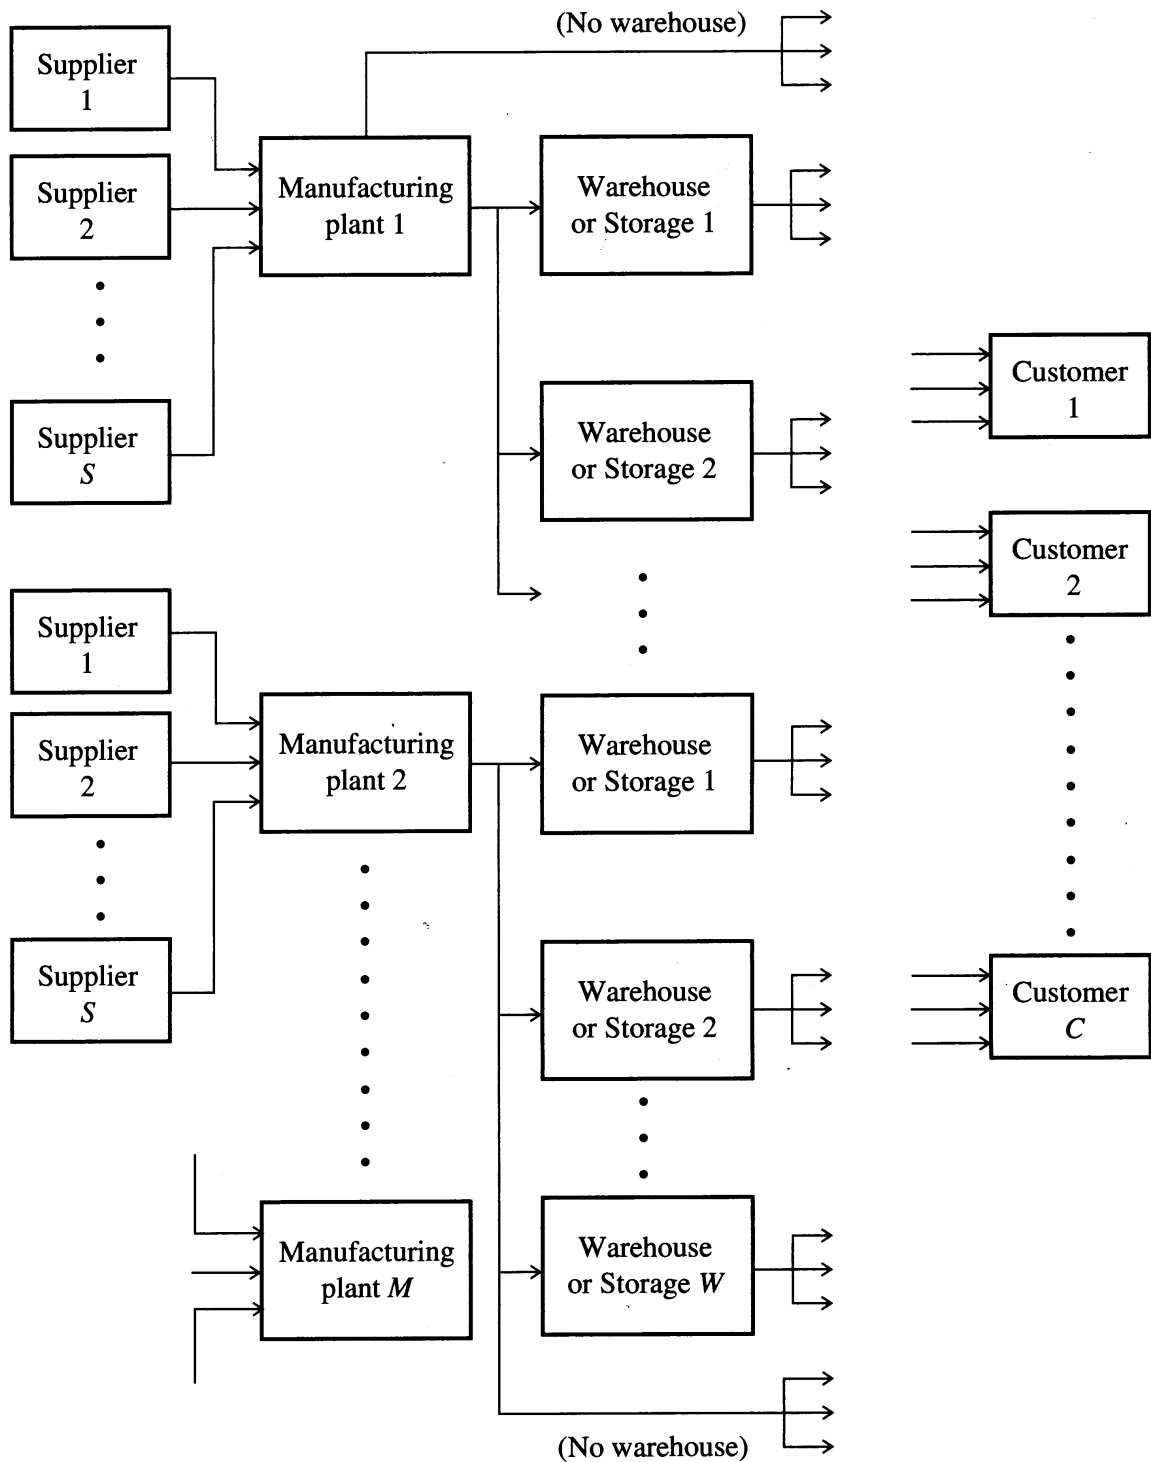 (No warehouse)
Supplier
1
Supplier
2
Supplier
S
Manufacturing
plant 1
Warehouse
or Storage 1
Warehouse
or Storage 2
Customer
1
Customer
2
Supplier
1
Supplier
2
Supplier
S
Manufacturing
plant 2
Warehouse
or Storage 1
Warehouse
or Storage 2
Customer
C
Manufacturing
plant M
Warehouse
or Storage W
(No warehouse)